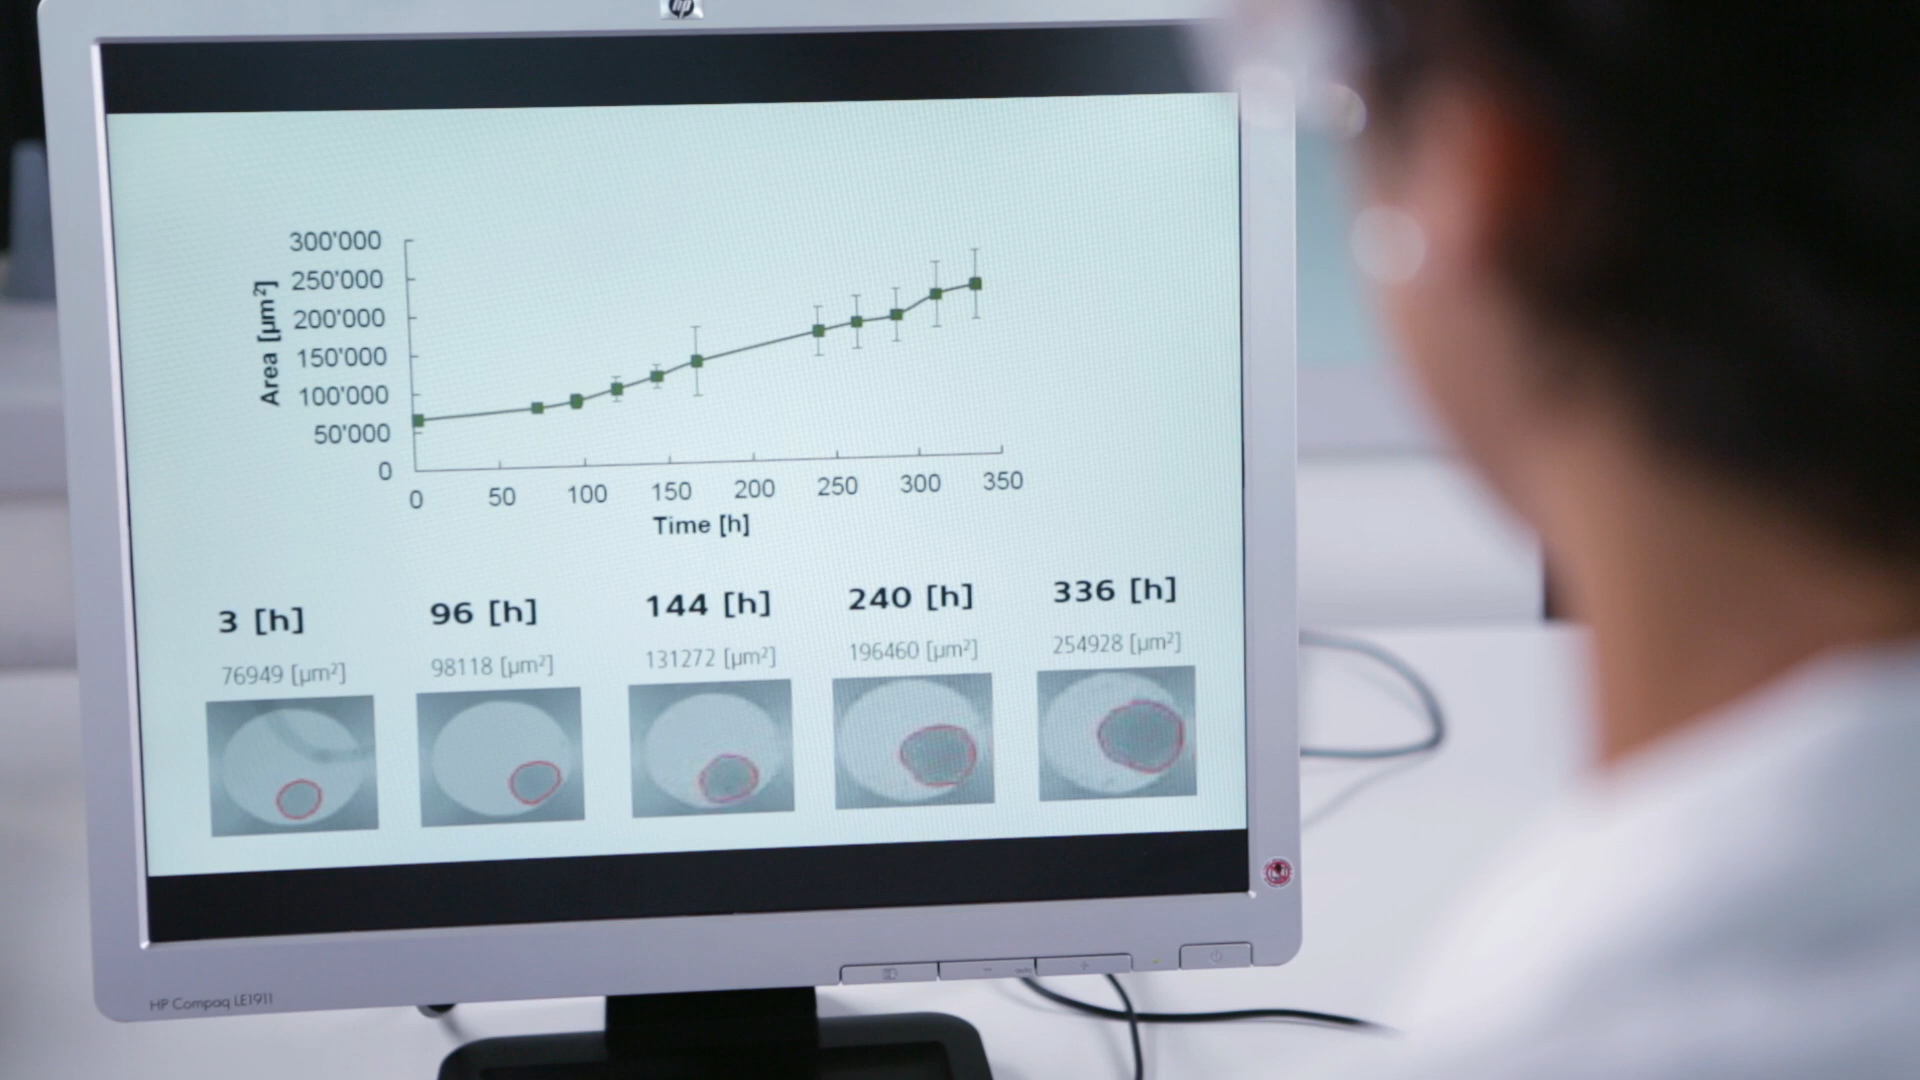 hp
300'000
250'000
200'000
150'000
100'000
50'000
0
Area [µm²]
0 50 100 150 200 250 300 350
Time [h]
3 [h] 96 [h] 144 [h] 240 [h] 336 [h]
76949 [µm²] 98118 [µm²] 131272 [µm²] 196460 [µm²] 254928 [µm²]
HP Compaq LE1911